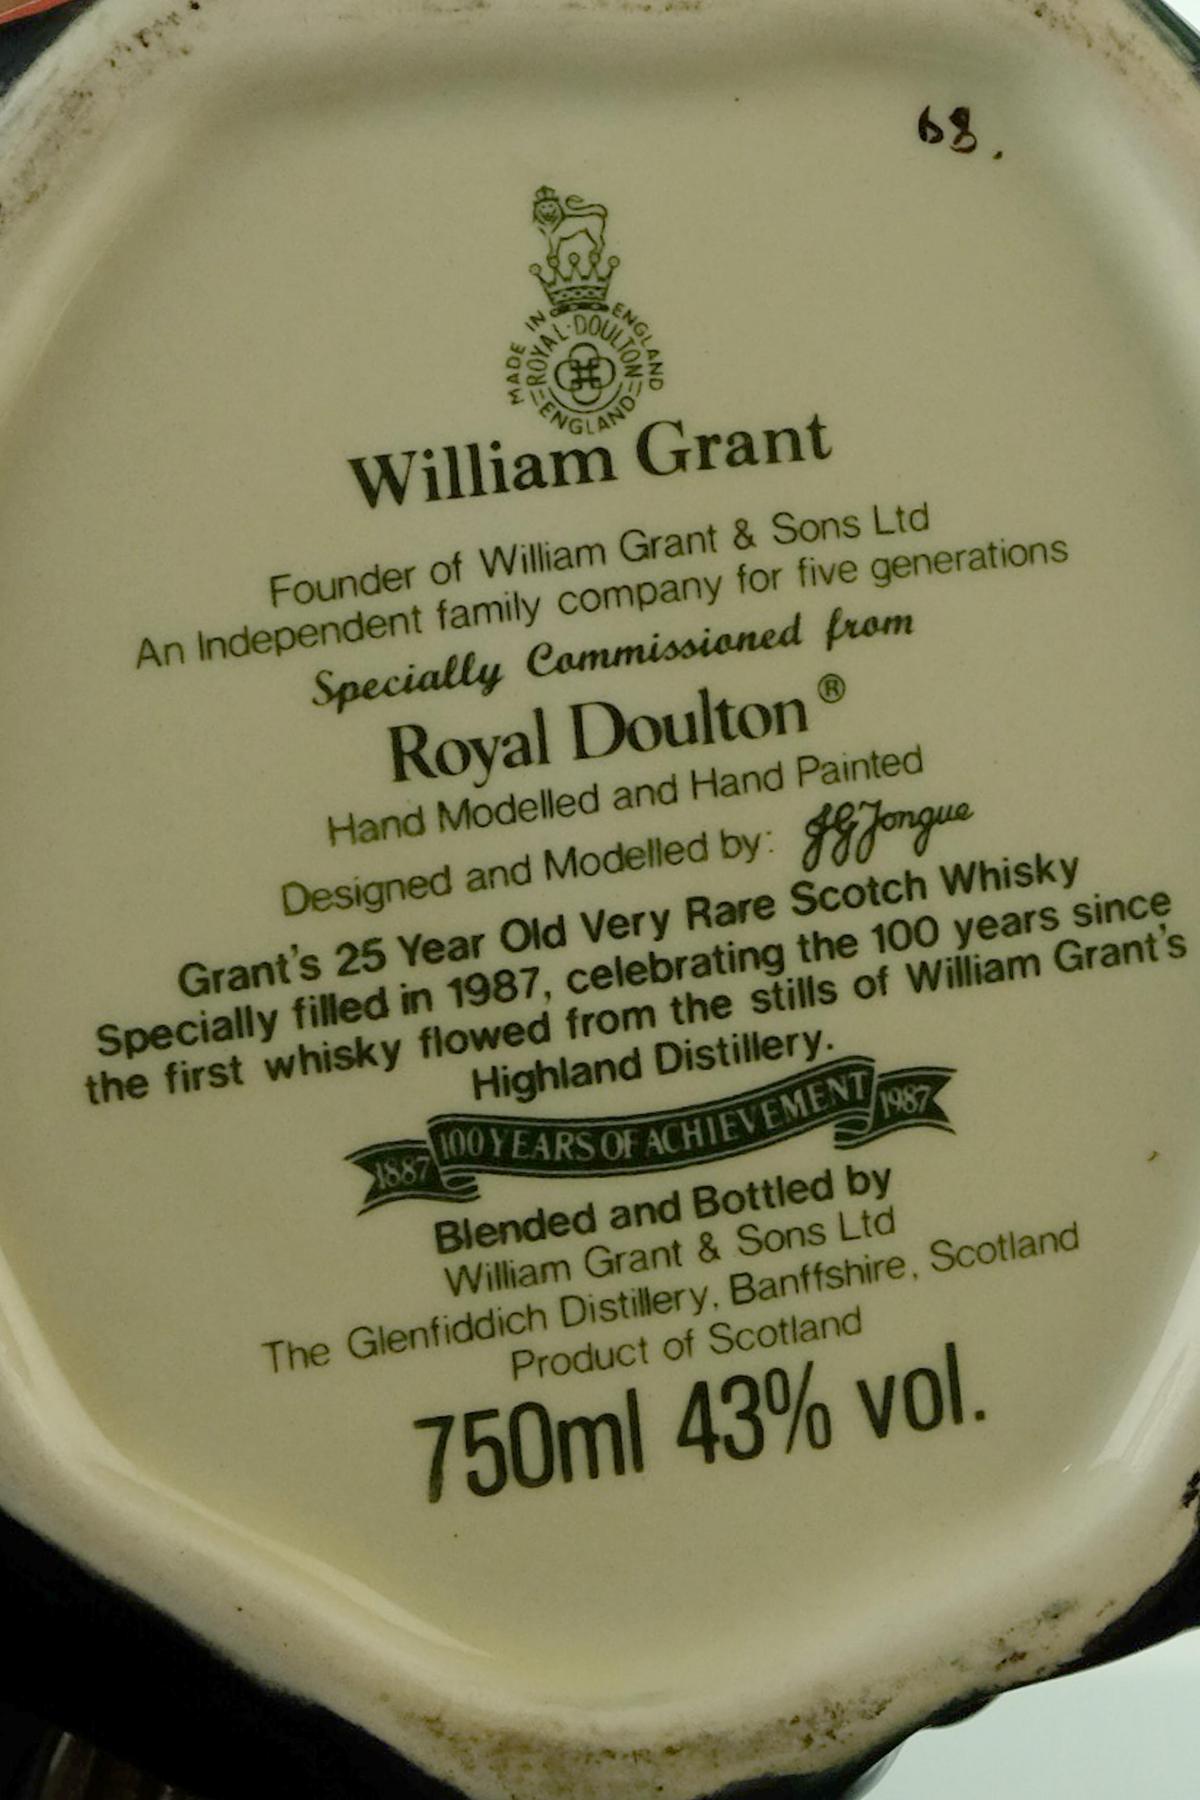 68.
MADE IN ENGLAND
ROYAL·DOULTON
ENGLAND
William Grant
Founder of William Grant & Sons Ltd
An Independent family company for five generations
Specially Commissioned from
Royal Doulton®
Hand Modelled and Hand Painted
Designed and Modelled by: JGJongue
Grant's 25 Year Old Very Rare Scotch Whisky
Specially filled in 1987, celebrating the 100 years since
the first whisky flowed from the stills of William Grant's
Highland Distillery.
1887 100 YEARS OF ACHIEVEMENT 1987
Blended and Bottled by
William Grant & Sons Ltd
The Glenfiddich Distillery, Banffshire, Scotland
Product of Scotland
750ml 43% vol.